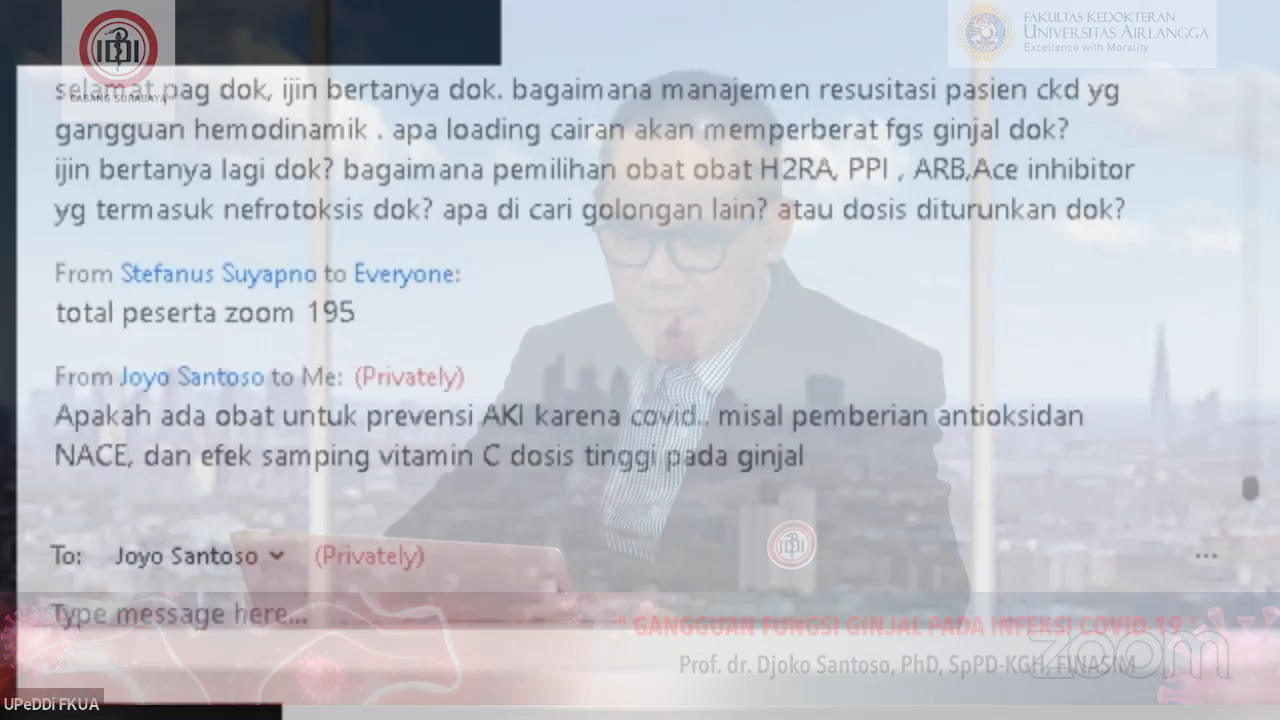 IDI
CABANG SURABAYA
FAKULTAS KEDOKTERAN
UNIVERSITAS AIRLANGGA
Excellence with Morality
selamat pag dok, ijin bertanya dok. bagaimana manajemen resusitasi pasien ckd yg
gangguan hemodinamik . apa loading cairan akan memperberat fgs ginjal dok?
ijin bertanya lagi dok? bagaimana pemilihan obat obat H2RA, PPI , ARB,Ace inhibitor
yg termasuk nefrotoksis dok? apa di cari golongan lain? atau dosis diturunkan dok?
From Stefanus Suyapno to Everyone:
total peserta zoom 195
From Joyo Santoso to Me: (Privately)
Apakah ada obat untuk prevensi AKI karena covid.. misal pemberian antioksidan
NACE, dan efek samping vitamin C dosis tinggi pada ginjal
To: Joyo Santoso (Privately)
...
Type message here...
IDI
" GANGGUAN FUNGSI GINJAL PADA INFEKSI COVID-19 "
Prof. dr. Djoko Santoso, PhD, SpPD-KGH, FINASIM
zoom
UPeDDi FKUA